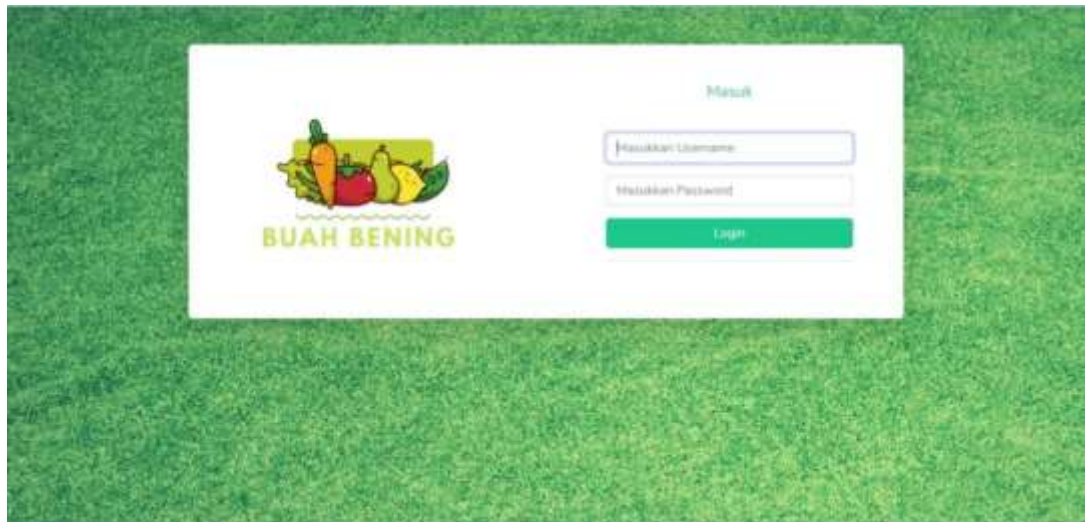 Masuk
Masukkan Username
Masukkan Password
Login
BUAH BENING